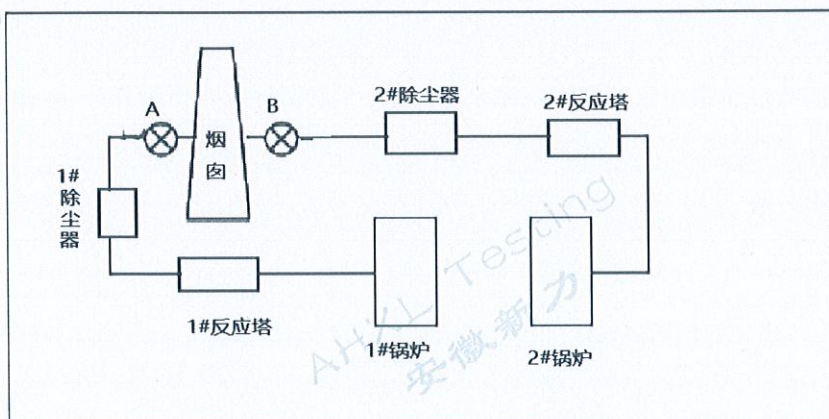 A
B
烟
囱
2#除尘器
2#反应塔
1#
除
尘
器
1#反应塔
1#锅炉
2#锅炉
AHXL Testing
安徽新力